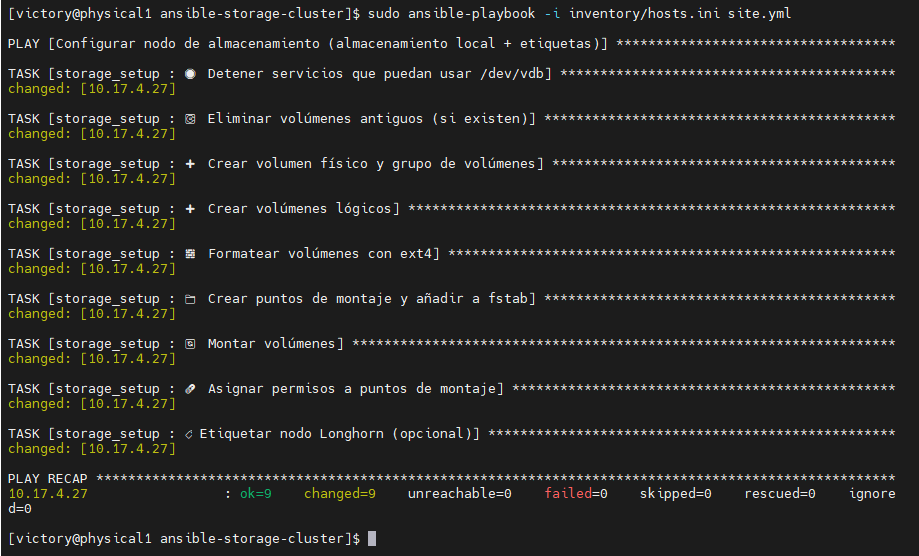 [victory@physical1 ansible-storage-cluster]$ sudo ansible-playbook -i inventory/hosts.ini site.yml
PLAY [Configurar nodo de almacenamiento (almacenamiento local + etiquetas)] ***********************************
TASK [storage_setup : Detener servicios que puedan usar /dev/vdb] ******************************************
changed: [10.17.4.27]
TASK [storage_setup : Eliminar volúmenes antiguos (si existen)] ********************************************
changed: [10.17.4.27]
TASK [storage_setup : ➕ Crear volumen físico y grupo de volúmenes] *******************************************
changed: [10.17.4.27]
TASK [storage_setup : ➕ Crear volúmenes lógicos] *************************************************************
changed: [10.17.4.27]
TASK [storage_setup : Formatear volúmenes con ext4] ********************************************************
changed: [10.17.4.27]
TASK [storage_setup : Crear puntos de montaje y añadir a fstab] ********************************************
changed: [10.17.4.27]
TASK [storage_setup : Montar volúmenes] ********************************************************************
changed: [10.17.4.27]
TASK [storage_setup : Asignar permisos a puntos de montaje] ************************************************
changed: [10.17.4.27]
TASK [storage_setup : Etiquetar nodo Longhorn (opcional)] ***************************************************
changed: [10.17.4.27]
PLAY RECAP ****************************************************************************************************
10.17.4.27                 : ok=9    changed=9    unreachable=0    failed=0    skipped=0    rescued=0    ignore
d=0
[victory@physical1 ansible-storage-cluster]$